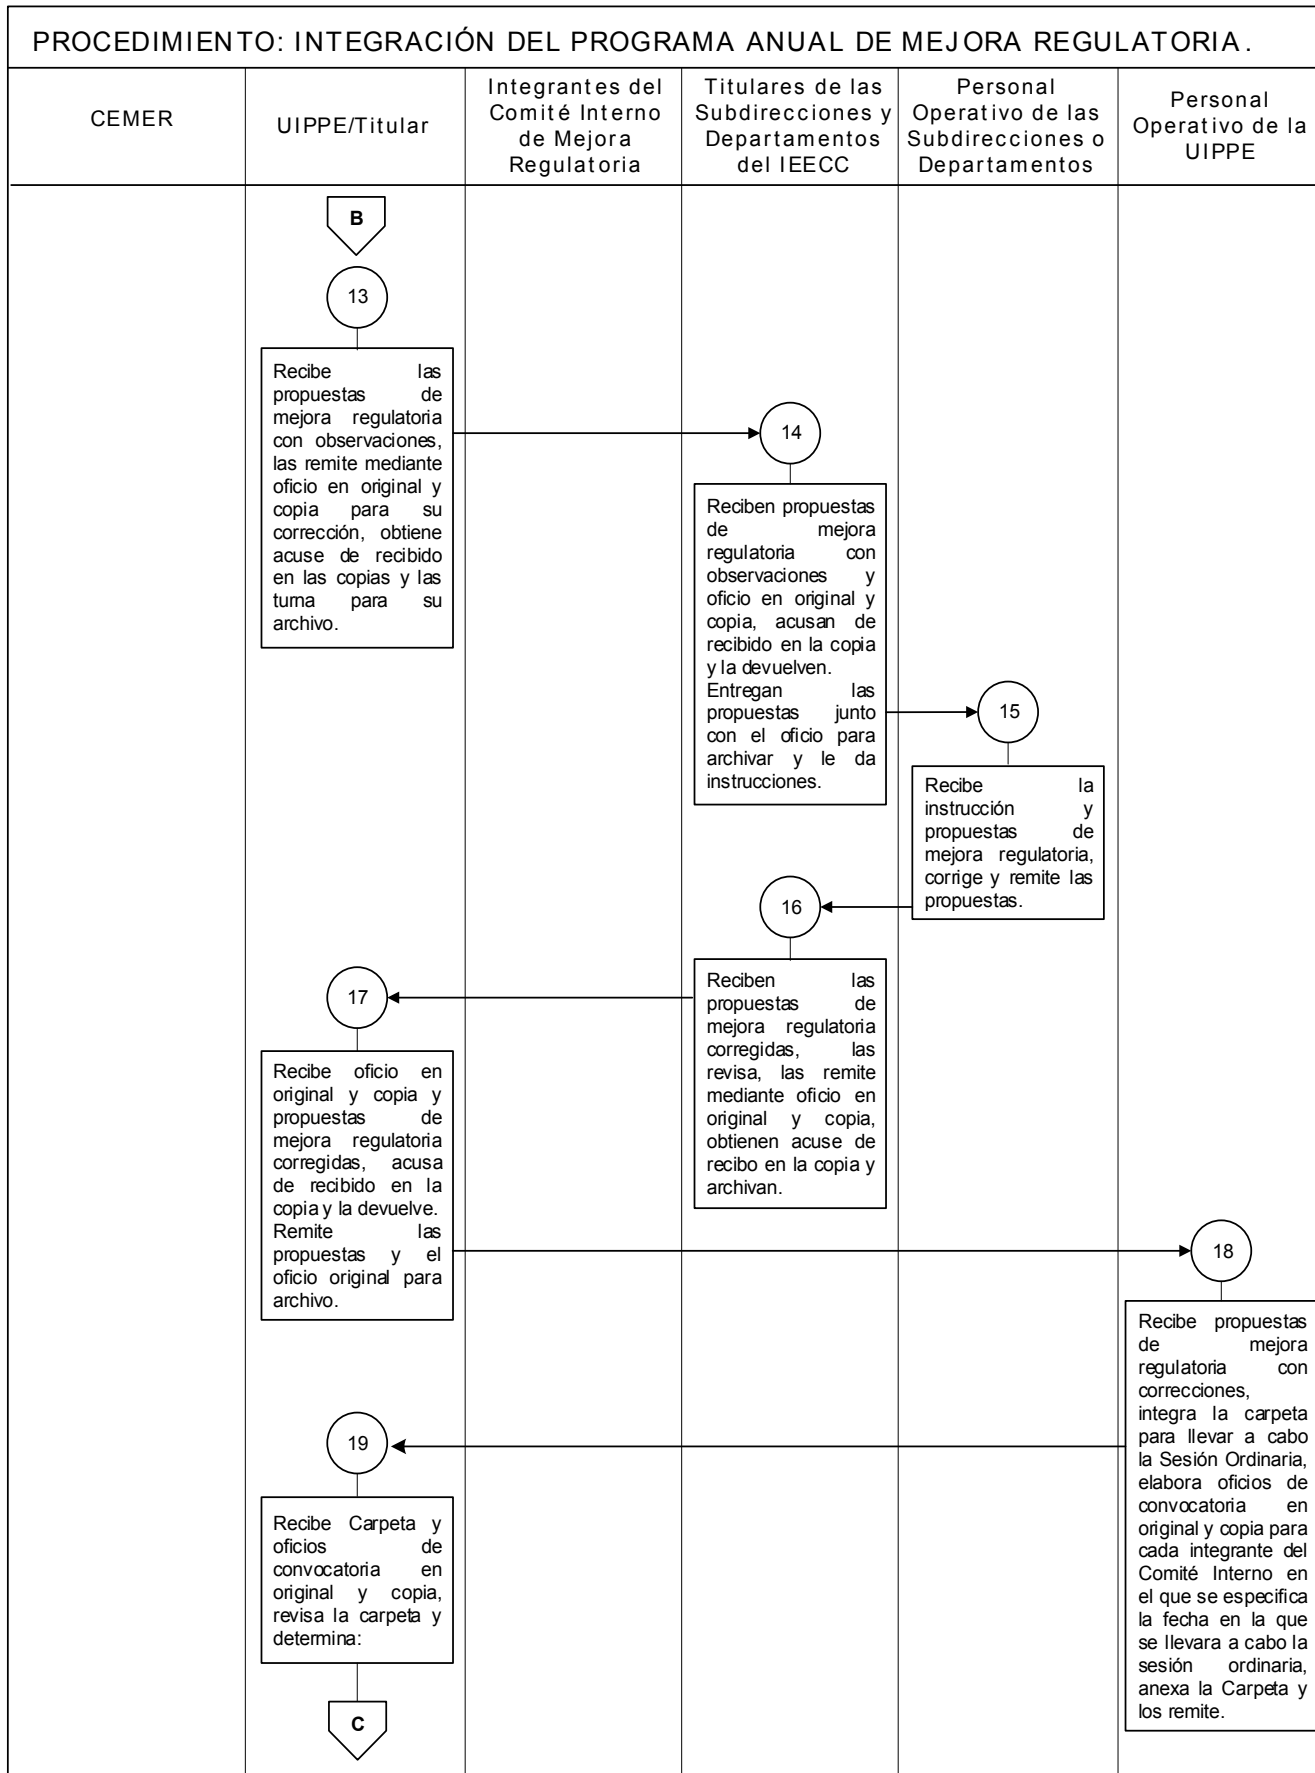 PROCEDIMIENTO: INTEGRACIÓN DEL PROGRAMA ANUAL DE MEJORA REGULATORIA.
CEMER
UIPPE/Titular
Integrantes del
Comité Interno
de Mejora
Regulatoria
Titulares de las
Subdirecciones y
Departamentos
del IEECC
Personal
Operativo de las
Subdirecciones o
Departamentos
Personal
Operativo de la
UIPPE
B
13
Recibe las
propuestas de
mejora regulatoria
con observaciones,
las remite mediante
oficio en original y
copia para su
corrección, obtiene
acuse de recibido
en las copias y las
turna para su
archivo.
14
Reciben propuestas
de mejora
regulatoria con
observaciones y
oficio en original y
copia, acusan de
recibido en la copia
y la devuelven.
Entregan las
propuestas junto
con el oficio para
archivar y le da
instrucciones.
15
Recibe la
instrucción y
propuestas de
mejora regulatoria,
corrige y remite las
propuestas.
16
Reciben las
propuestas de
mejora regulatoria
corregidas, las
revisa, las remite
mediante oficio en
original y copia,
obtienen acuse de
recibo en la copia y
archivan.
17
Recibe oficio en
original y copia y
propuestas de
mejora regulatoria
corregidas, acusa
de recibido en la
copia y la devuelve.
Remite las
propuestas y el
oficio original para
archivo.
18
Recibe propuestas
de mejora
regulatoria con
correcciones,
integra la carpeta
para llevar a cabo
la Sesión Ordinaria,
elabora oficios de
convocatoria en
original y copia para
cada integrante del
Comité Interno en
el que se especifica
la fecha en la que
se llevara a cabo la
sesión ordinaria,
anexa la Carpeta y
los remite.
19
Recibe Carpeta y
oficios de
convocatoria en
original y copia,
revisa la carpeta y
determina:
C